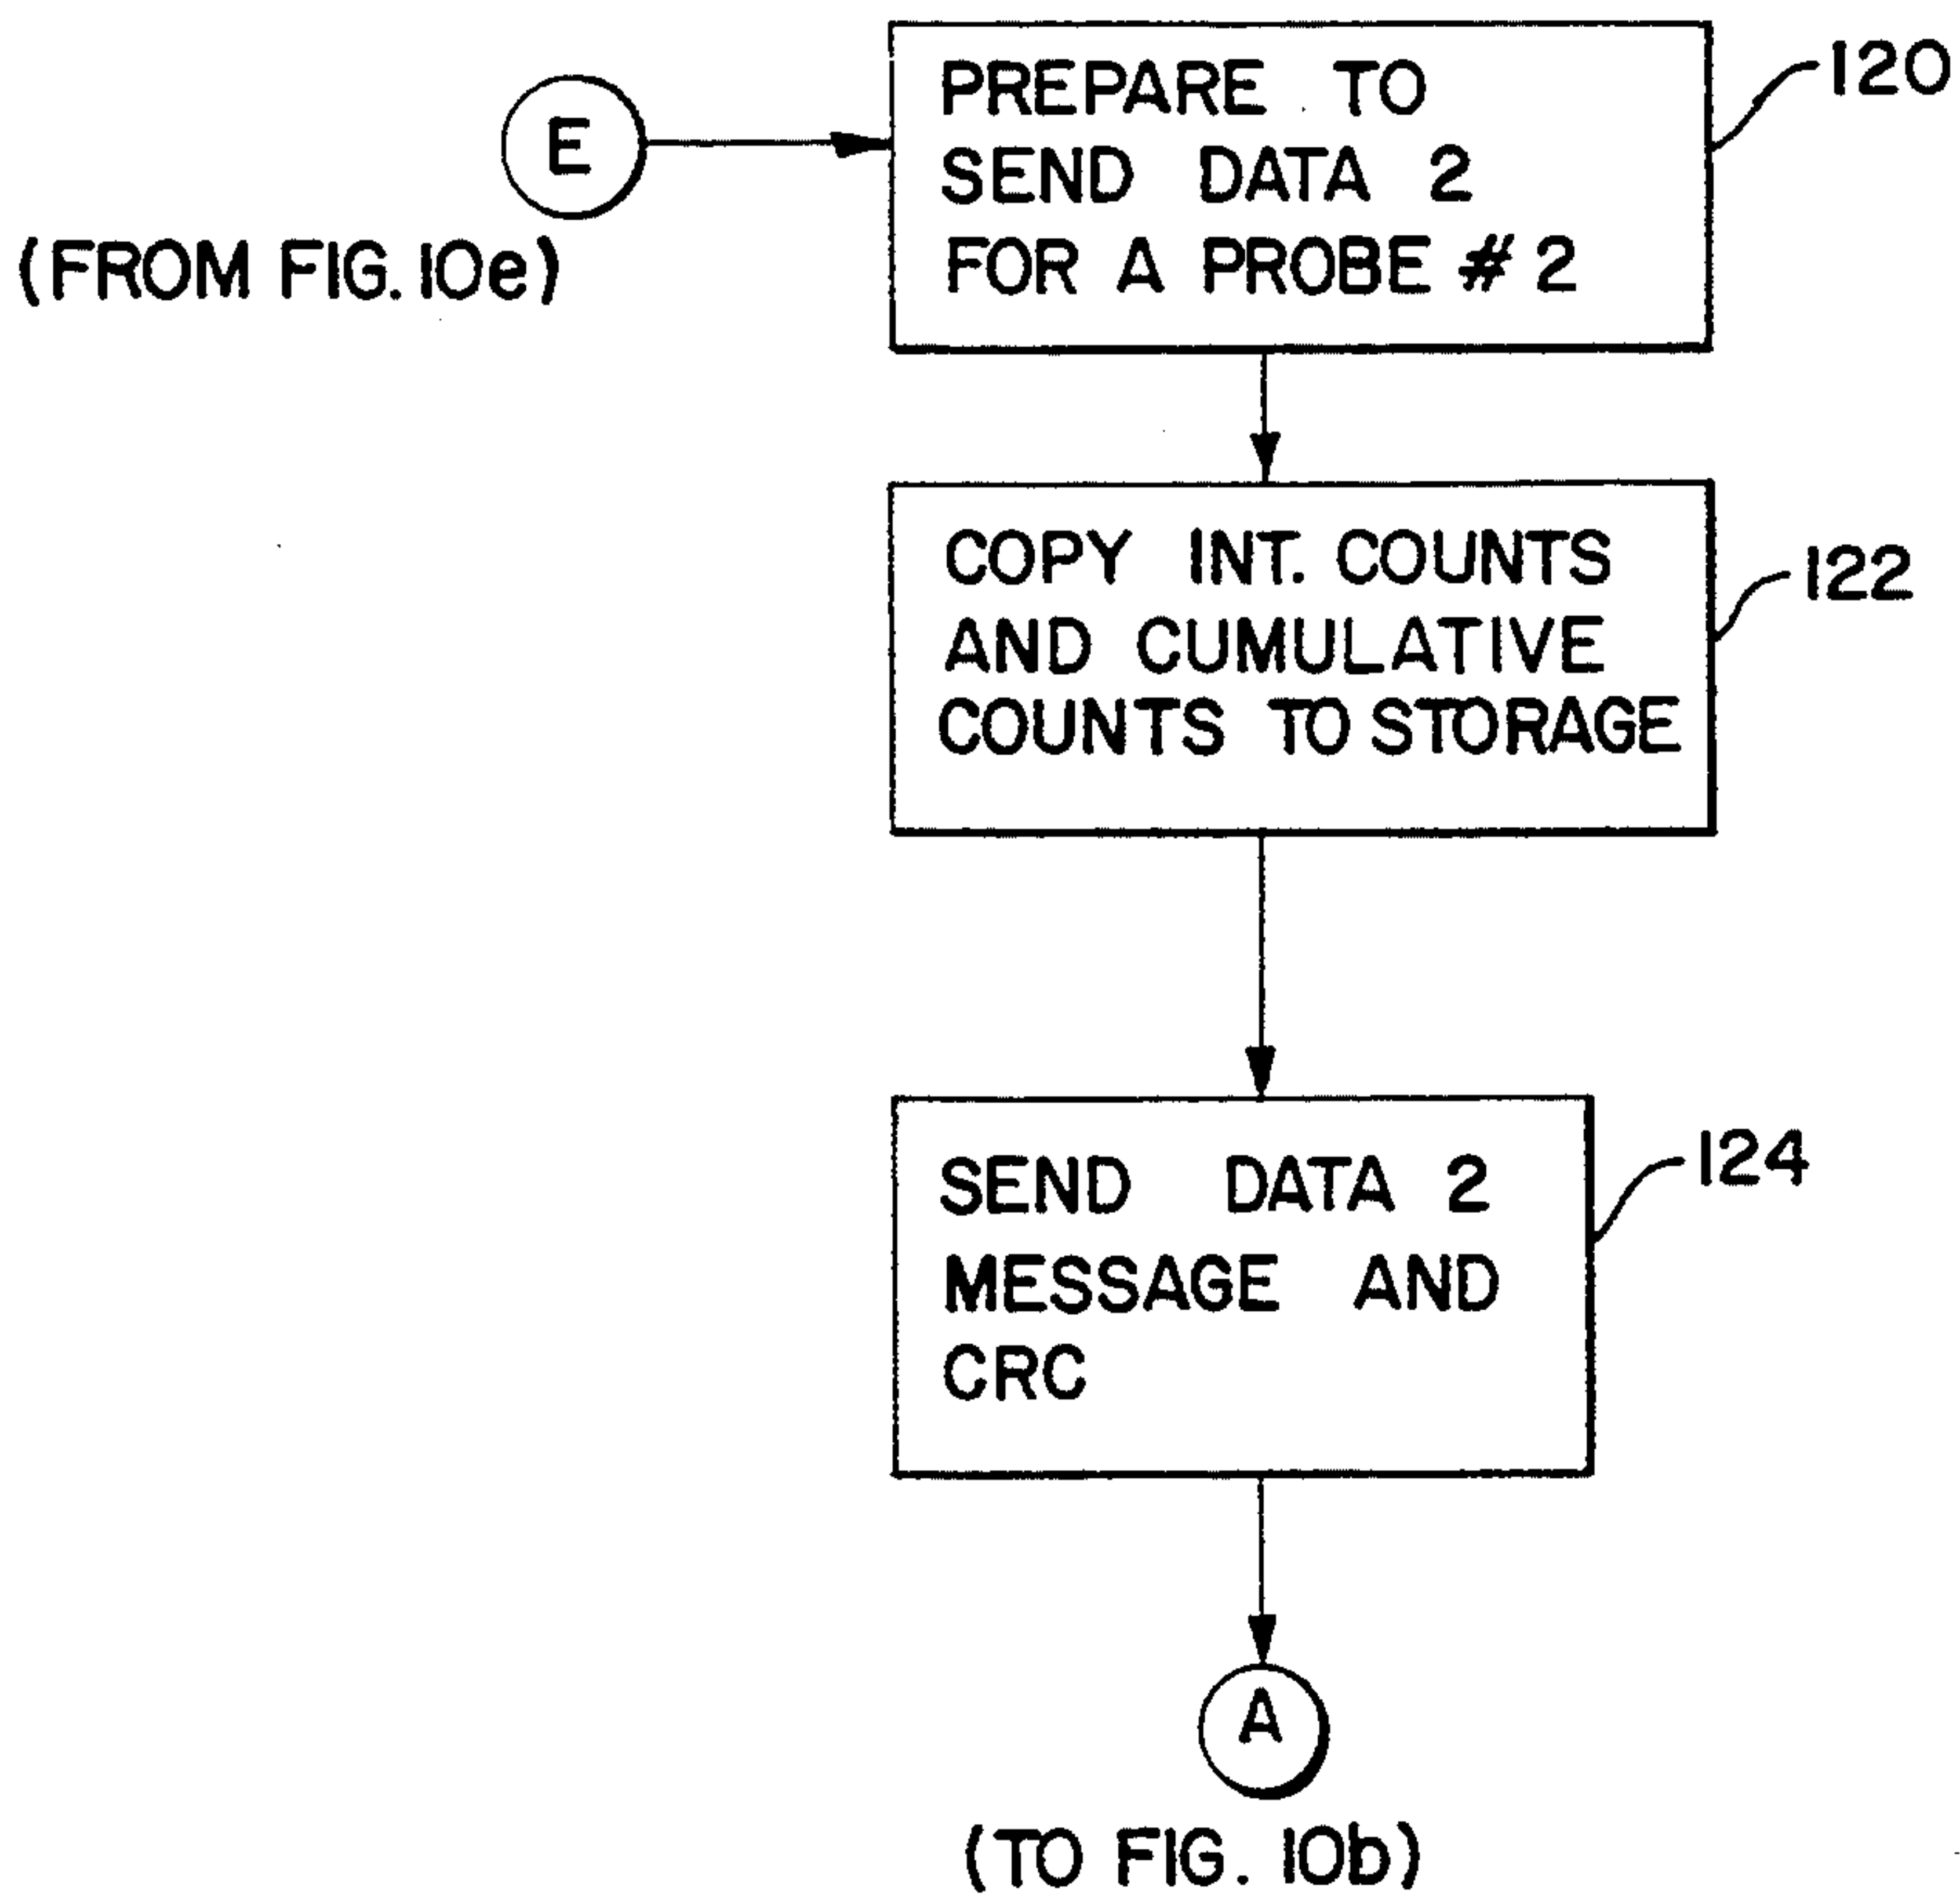 E
(FROM FIG. 10e)
PREPARE TO
SEND DATA 2
FOR A PROBE #2
120
COPY INT. COUNTS
AND CUMULATIVE
COUNTS TO STORAGE
122
SEND DATA 2
MESSAGE AND
CRC
124
A
(TO FIG. 10b)